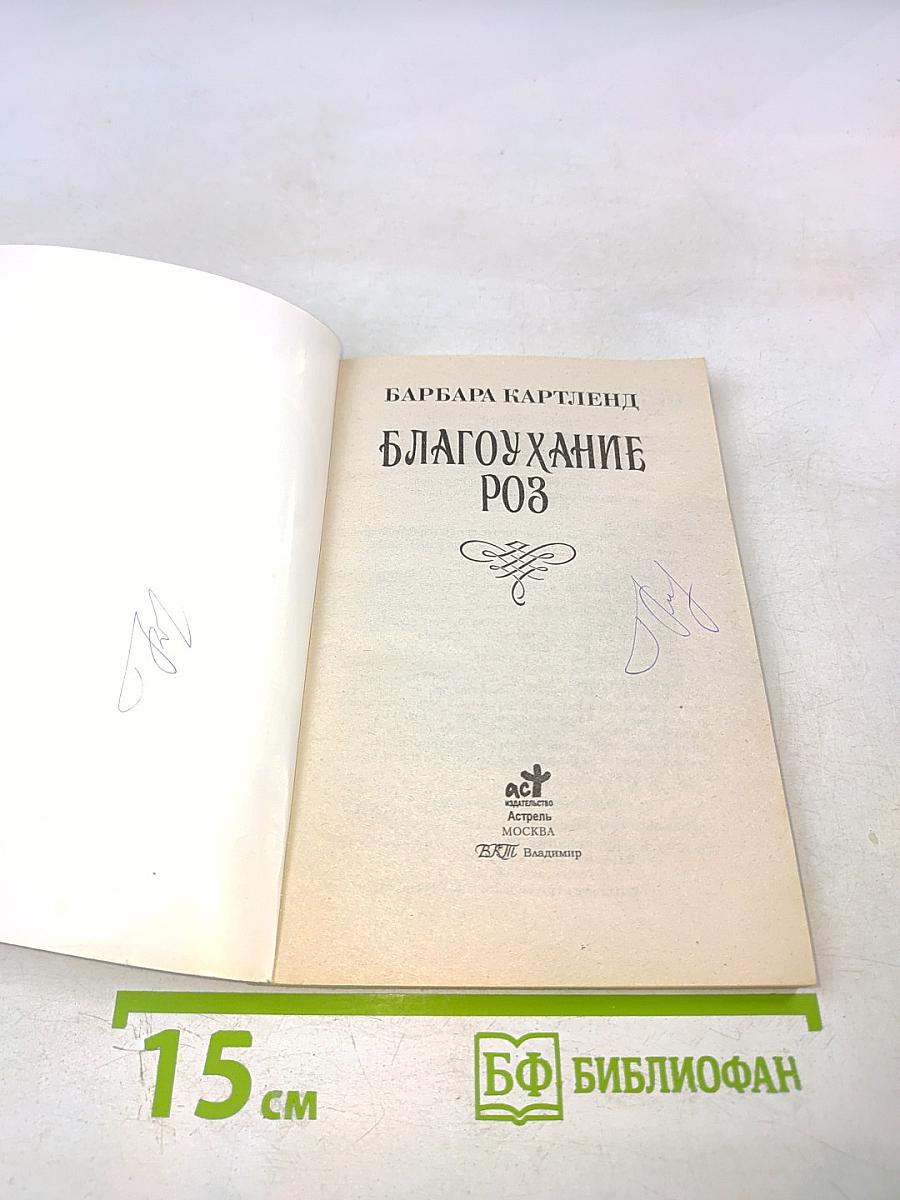 БАРБАРА КАРТЛЕНД
БЛАГОУХАНИЕ
РОЗ
аст
ИЗДАТЕЛЬСТВО
Астрель
МОСКВА
ВКТ Владимир
15 см
БФ БИБЛИОФАН